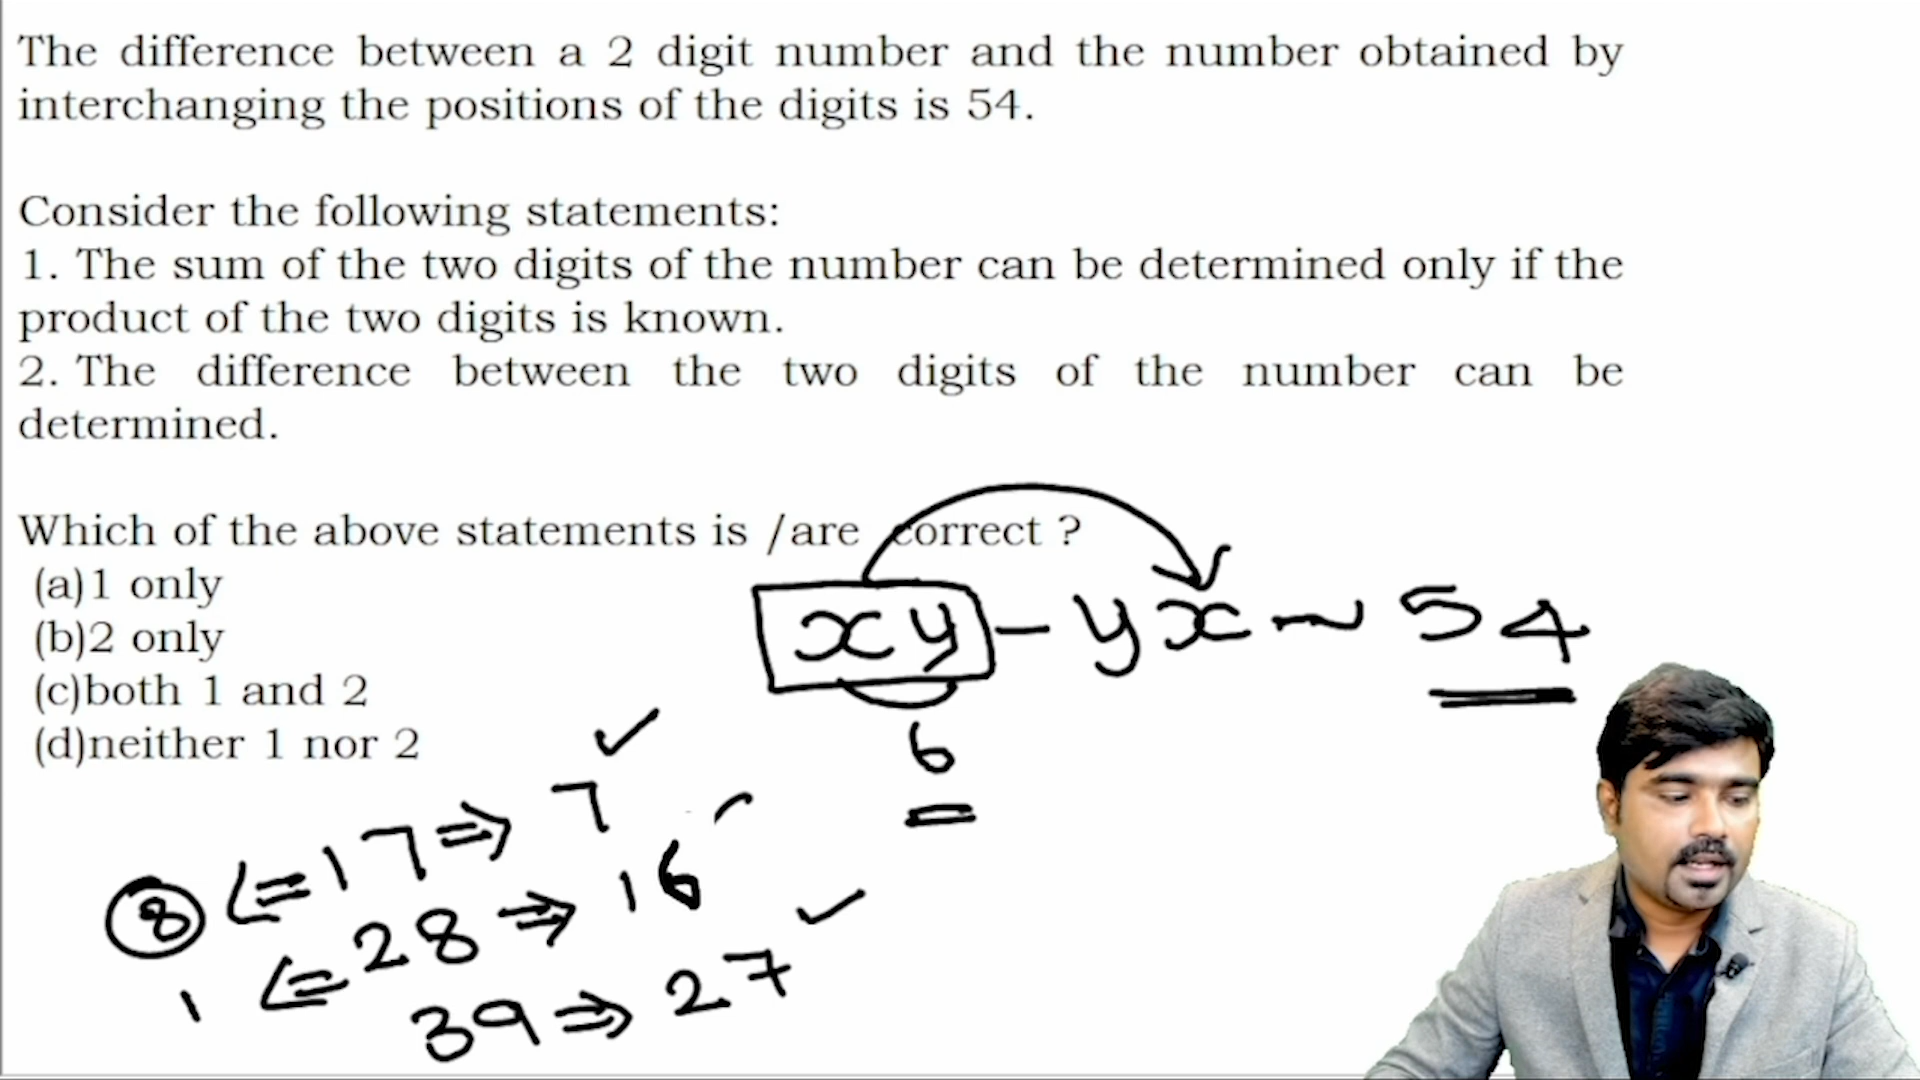 The difference between a 2 digit number and the number obtained by
interchanging the positions of the digits is 54.
Consider the following statements:
1. The sum of the two digits of the number can be determined only if the
product of the two digits is known.
2. The difference between the two digits of the number can be
determined.
Which of the above statements is /are correct ?
(a)1 only
(b)2 only
(c)both 1 and 2
(d)neither 1 nor 2
xy - yx ~ 54
6
8 <= 17 => 7 ✓
1 <= 28 => 16
39 => 27 ✓